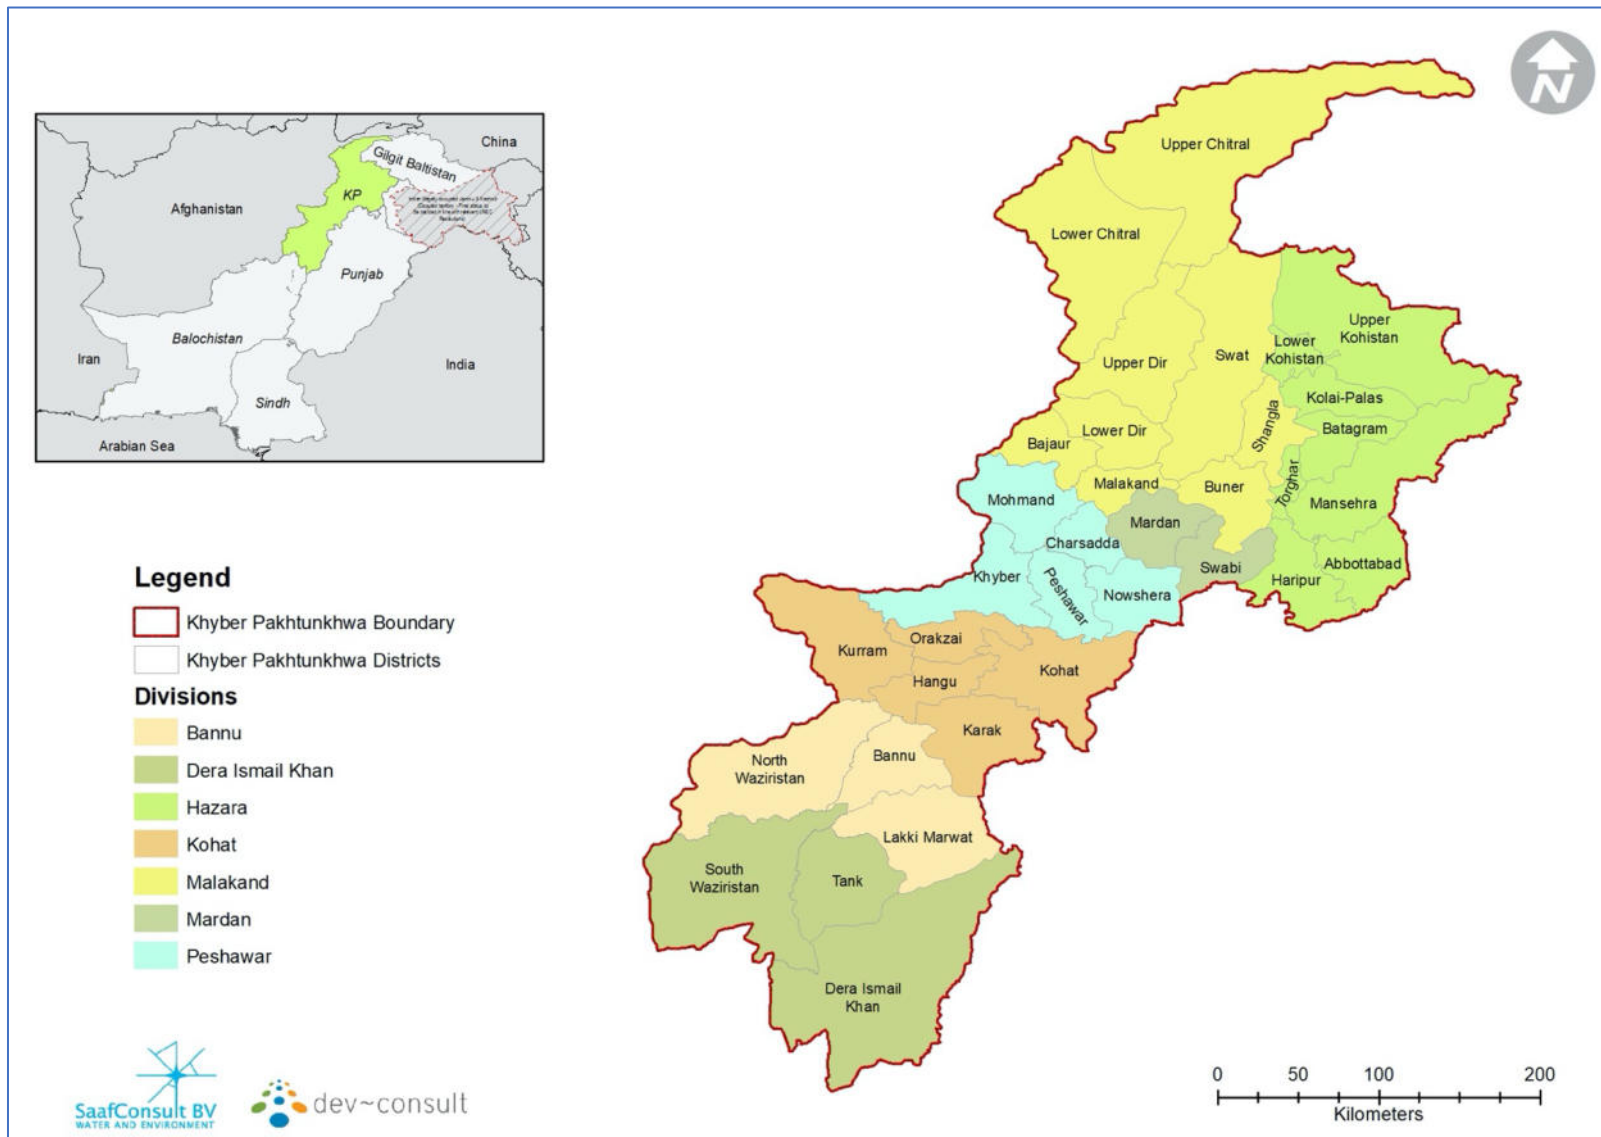 China
Gilgit Baltistan
KP
Afghanistan
Punjab
Balochistan
Iran
India
Sindh
Arabian Sea
N
Upper Chitral
Lower Chitral
Upper
Kohistan
Lower
Kohistan
Swat
Upper Dir
Kolai-Palas
Shangla
Batagram
Lower Dir
Bajaur
Torghar
Malakand
Buner
Mansehra
Mohmand
Mardan
Charsadda
Swabi
Abbottabad
Haripur
Khyber
Peshawar
Nowshera
Orakzai
Kurram
Kohat
Hangu
Karak
North
Waziristan
Bannu
Lakki Marwat
South
Waziristan
Tank
Dera Ismail
Khan
Legend
Khyber Pakhtunkhwa Boundary
Khyber Pakhtunkhwa Districts
Divisions
Bannu
Dera Ismail Khan
Hazara
Kohat
Malakand
Mardan
Peshawar
SaafConsult BV
WATER AND ENVIRONMENT
dev~consult
0 50 100 200
Kilometers